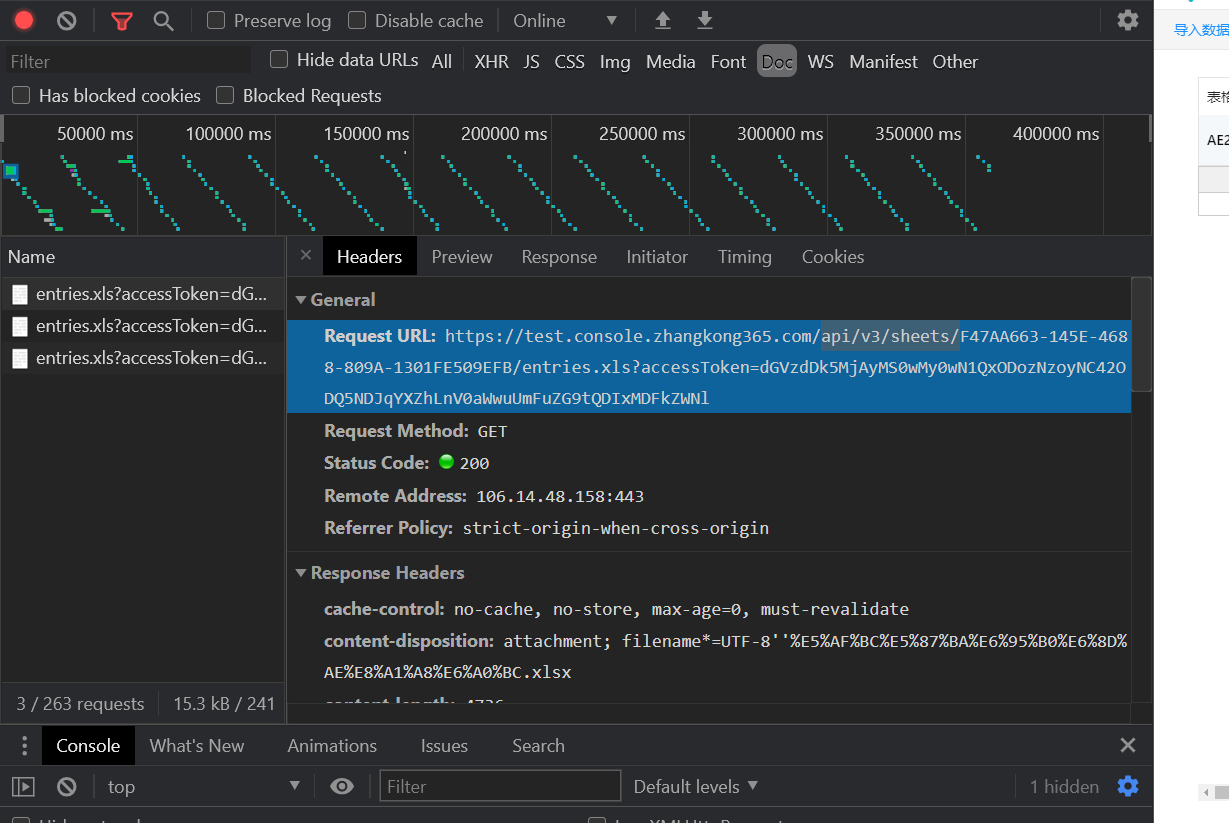 Preserve log Disable cache Online
导入数据
Filter Hide data URLs All XHR JS CSS Img Media Font Doc WS Manifest Other
Has blocked cookies Blocked Requests
表格
50000 ms 100000 ms 150000 ms 200000 ms 250000 ms 300000 ms 350000 ms 400000 ms
AE2
Name
Headers Preview Response Initiator Timing Cookies
entries.xls?accessToken=dG...
entries.xls?accessToken=dG...
entries.xls?accessToken=dG...
General
Request URL: https://test.console.zhangkong365.com/api/v3/sheets/F47AA663-145E-468
8-809A-1301FE509EFB/entries.xls?accessToken=dGVzdDk5MjAyMS0wMy0wN1QxODozNzoyNC42O
DQ5NDJqYXZhLnV0aWwuUmFuZG9tQDIxMDFkZWNl
Request Method: GET
Status Code: 200
Remote Address: 106.14.48.158:443
Referrer Policy: strict-origin-when-cross-origin
Response Headers
cache-control: no-cache, no-store, max-age=0, must-revalidate
content-disposition: attachment; filename*=UTF-8''%E5%AF%BC%E5%87%BA%E6%95%B0%E6%8D%
AE%E8%A1%A8%E6%A0%BC.xlsx
content-length: 4736
3 / 263 requests 15.3 kB / 241
Console What's New Animations Issues Search
top Filter Default levels 1 hidden